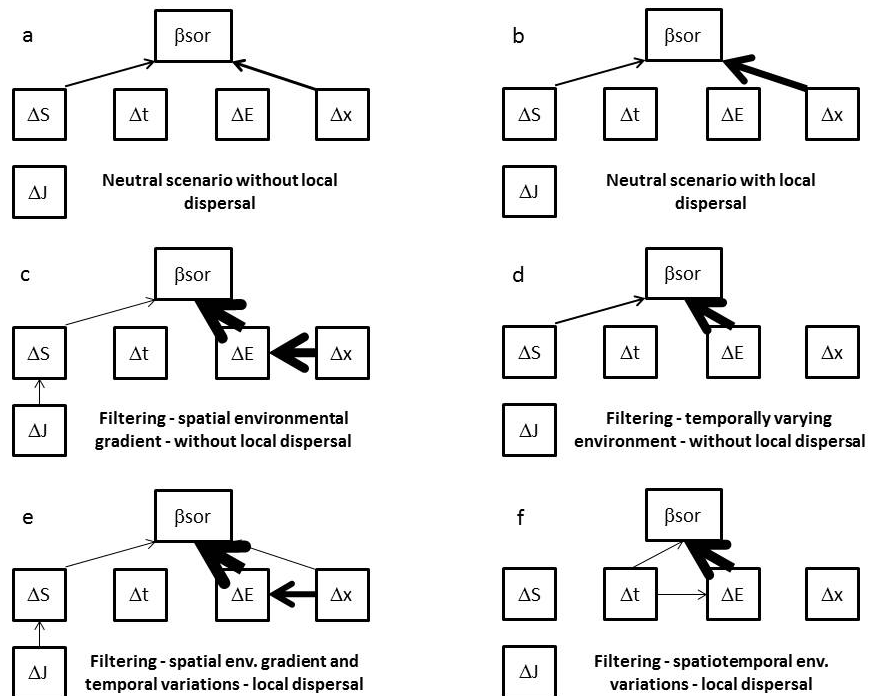 a
βsor
ΔS Δt ΔE Δx
ΔJ
Neutral scenario without local
dispersal
b
βsor
ΔS Δt ΔE Δx
ΔJ
Neutral scenario with local
dispersal
c
βsor
ΔS Δt ΔE Δx
ΔJ
Filtering - spatial environmental
gradient - without local dispersal
d
βsor
ΔS Δt ΔE Δx
ΔJ
Filtering - temporally varying
environment - without local dispersal
e
βsor
ΔS Δt ΔE Δx
ΔJ
Filtering - spatial env. gradient and
temporal variations - local dispersal
f
βsor
ΔS Δt ΔE Δx
ΔJ
Filtering - spatiotemporal env.
variations - local dispersal